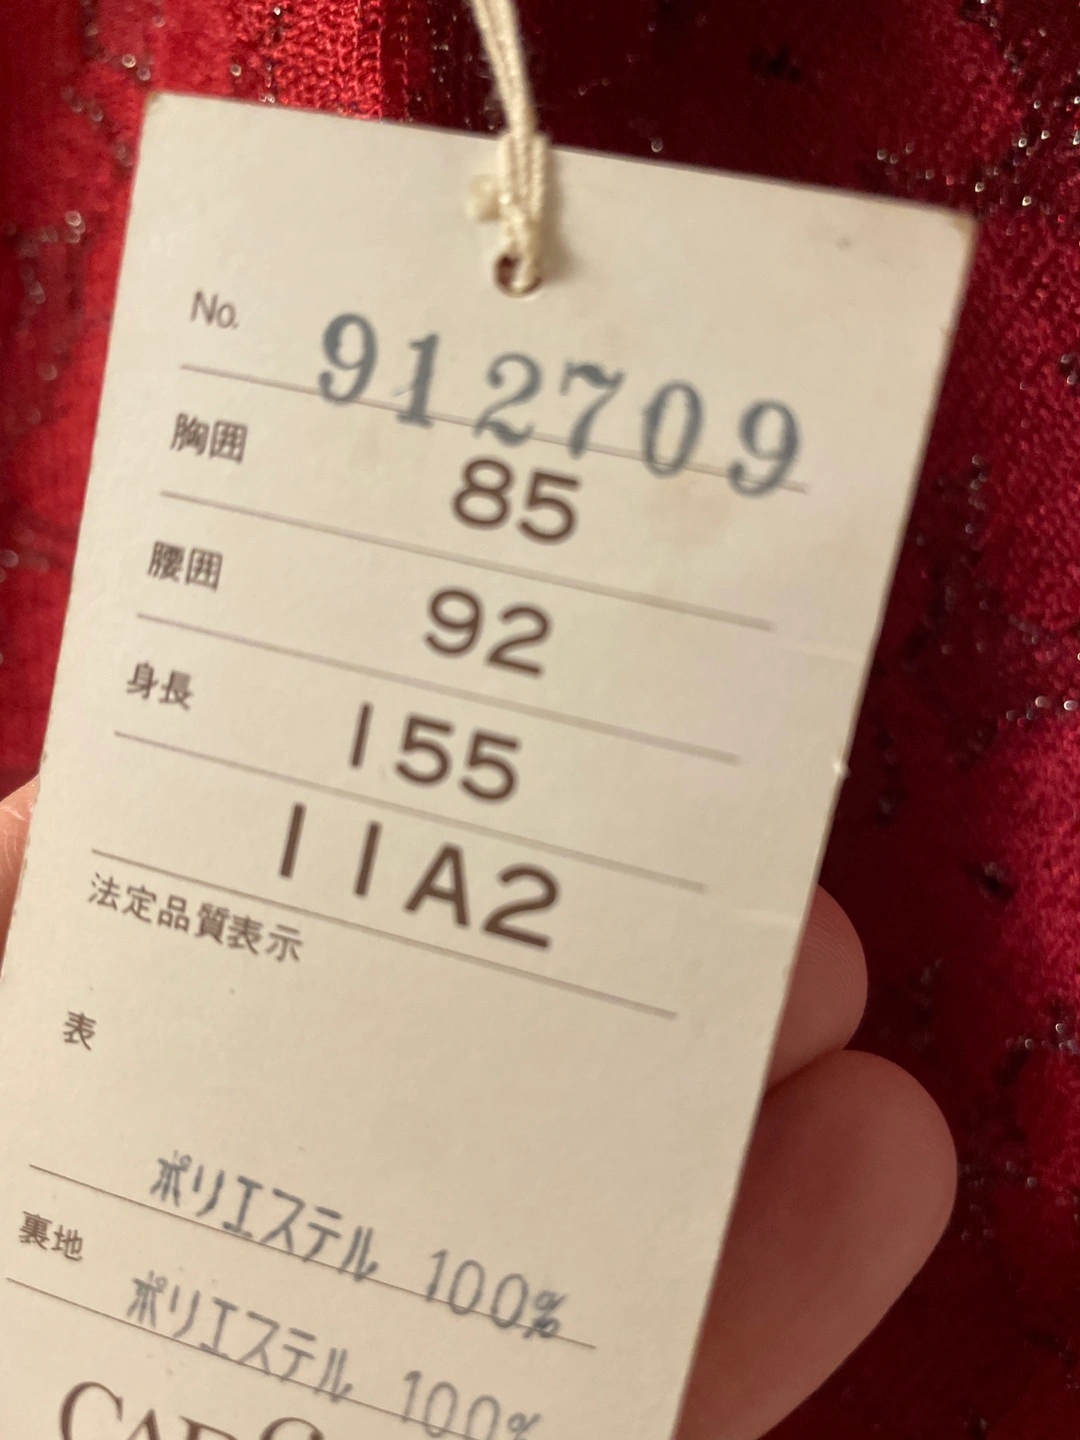 No. 912709
胸囲 85
腰囲 92
身長 155
11A2
法定品質表示
表
ポリエステル 100%
裏地
ポリエステル 100%